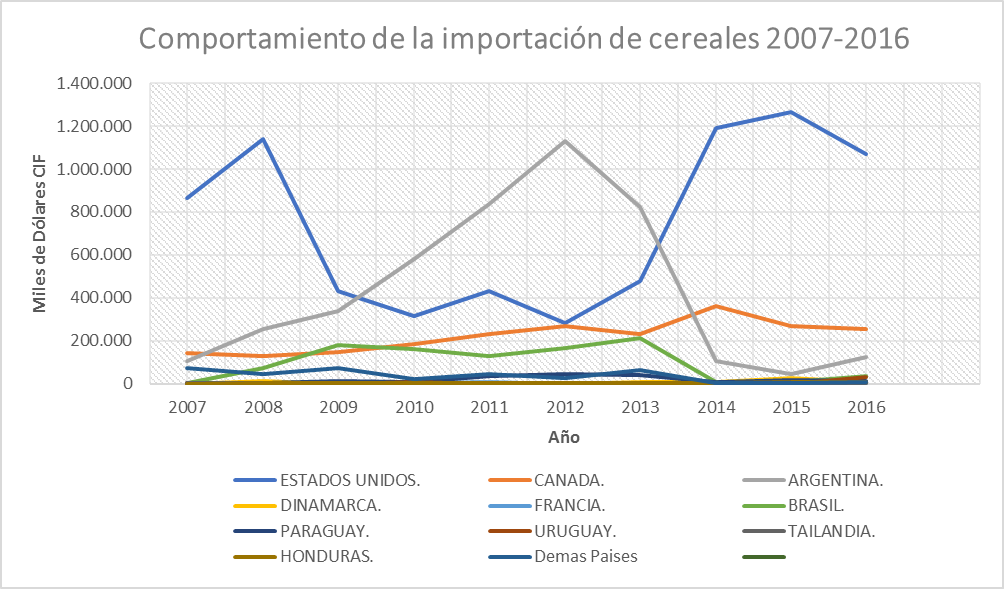 Comportamiento de la importación de cereales 2007-2016
1.400.000
1.200.000
1.000.000
800.000
600.000
400.000
200.000
0
Miles de Dólares CIF
2007 2008 2009 2010 2011 2012 2013 2014 2015 2016
Año
ESTADOS UNIDOS. CANADA. ARGENTINA.
DINAMARCA. FRANCIA. BRASIL.
PARAGUAY. URUGUAY. TAILANDIA.
HONDURAS. Demas Paises